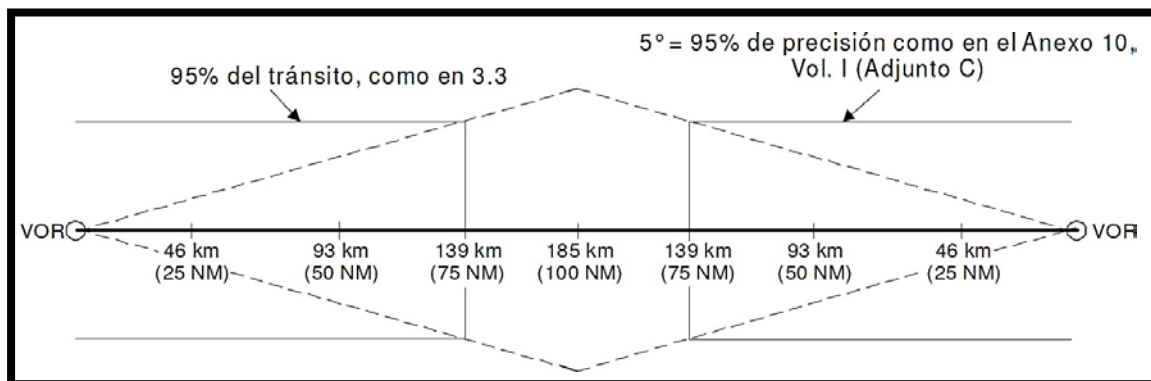 5° = 95% de precisión como en el Anexo 10,
Vol. I (Adjunto C)
95% del tránsito, como en 3.3
VOR
VOR
46 km
(25 NM)
93 km
(50 NM)
139 km
(75 NM)
185 km
(100 NM)
139 km
(75 NM)
93 km
(50 NM)
46 km
(25 NM)